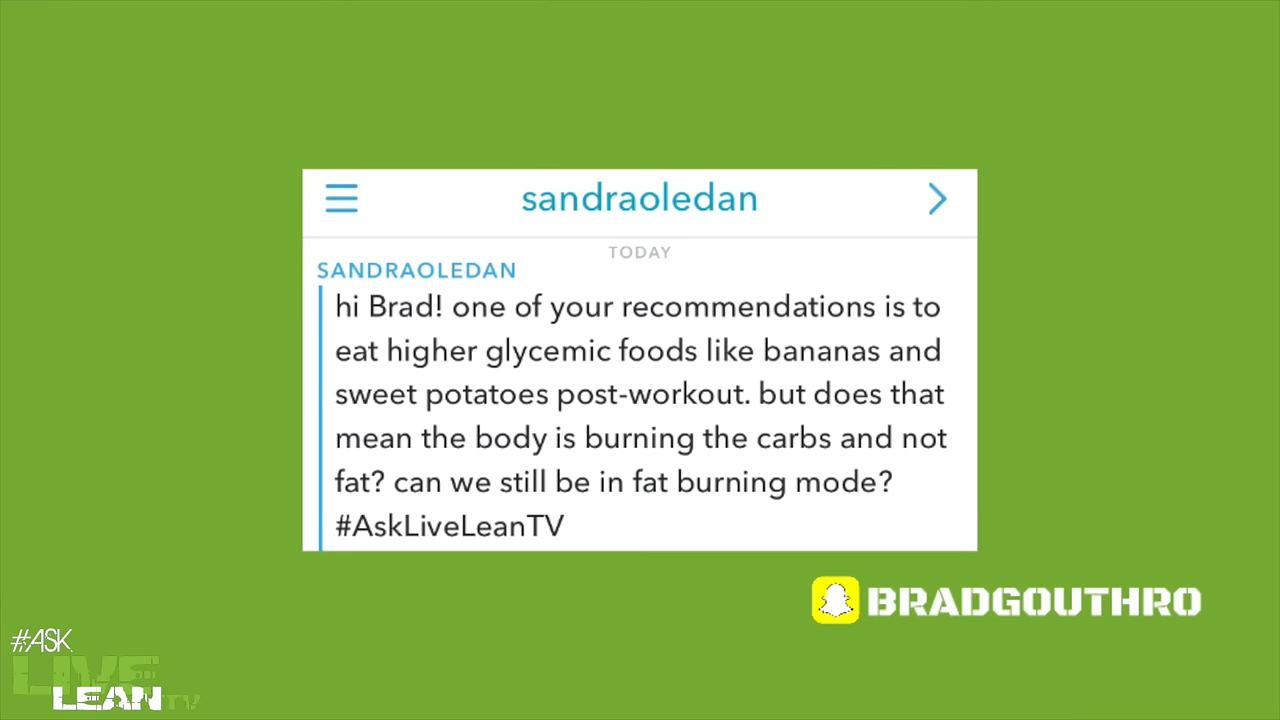 sandraoledan
TODAY
SANDRAOLEDAN
hi Brad! one of your recommendations is to
eat higher glycemic foods like bananas and
sweet potatoes post-workout. but does that
mean the body is burning the carbs and not
fat? can we still be in fat burning mode?
#AskLiveLeanTV
BRADGOUTHRO
#ASK
LIVE
LEAN TV